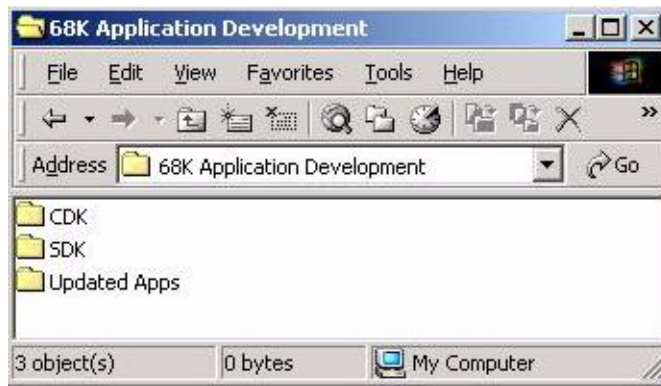 68K Application Development
File Edit View Favorites Tools Help
»
Address 68K Application Development Go
CDK
SDK
Updated Apps
3 object(s) 0 bytes My Computer